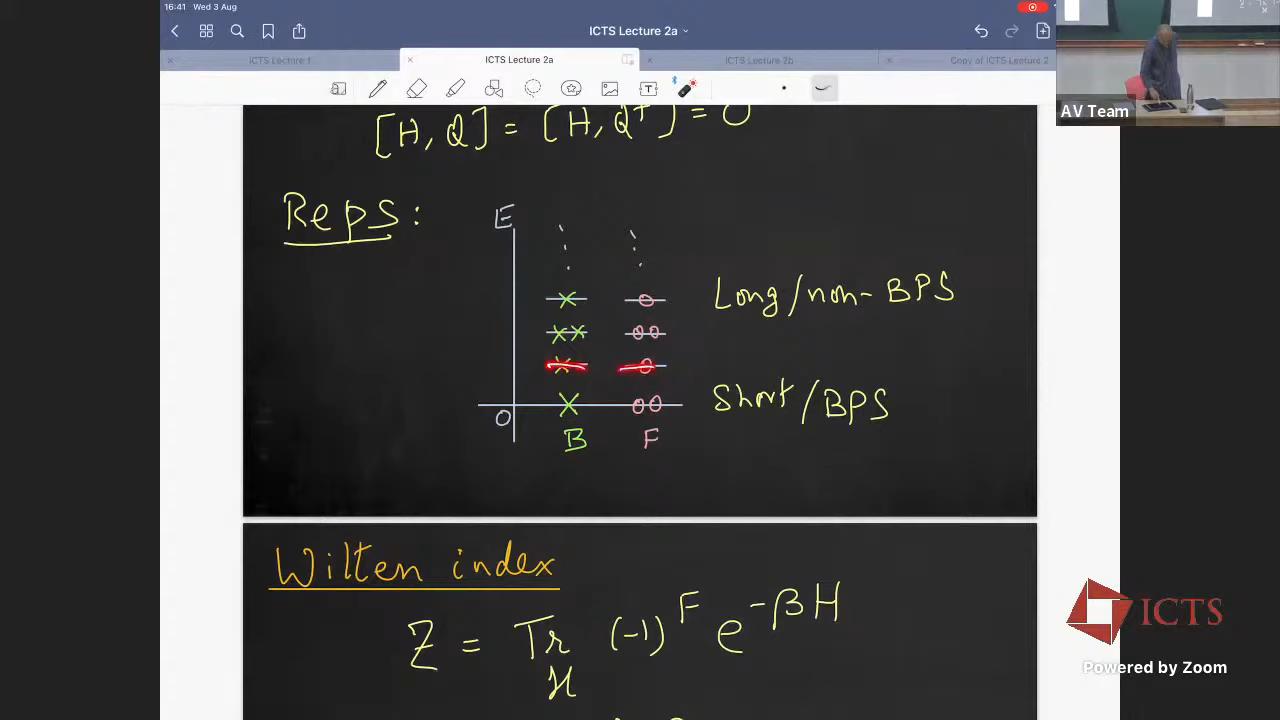 16:41 Wed 3 Aug
ICTS Lecture 2a
ICTS Lecture 1
ICTS Lecture 2a
ICTS Lecture 2b
Copy of ICTS Lecture 2
AV Team
[H, Q] = [H, Q†] = 0
Reps:
E
Long/non-BPS
Short/BPS
0
B
F
Witten index
Z = Tr (-1)^F e^{-βH}
H
ICTS
Powered by Zoom